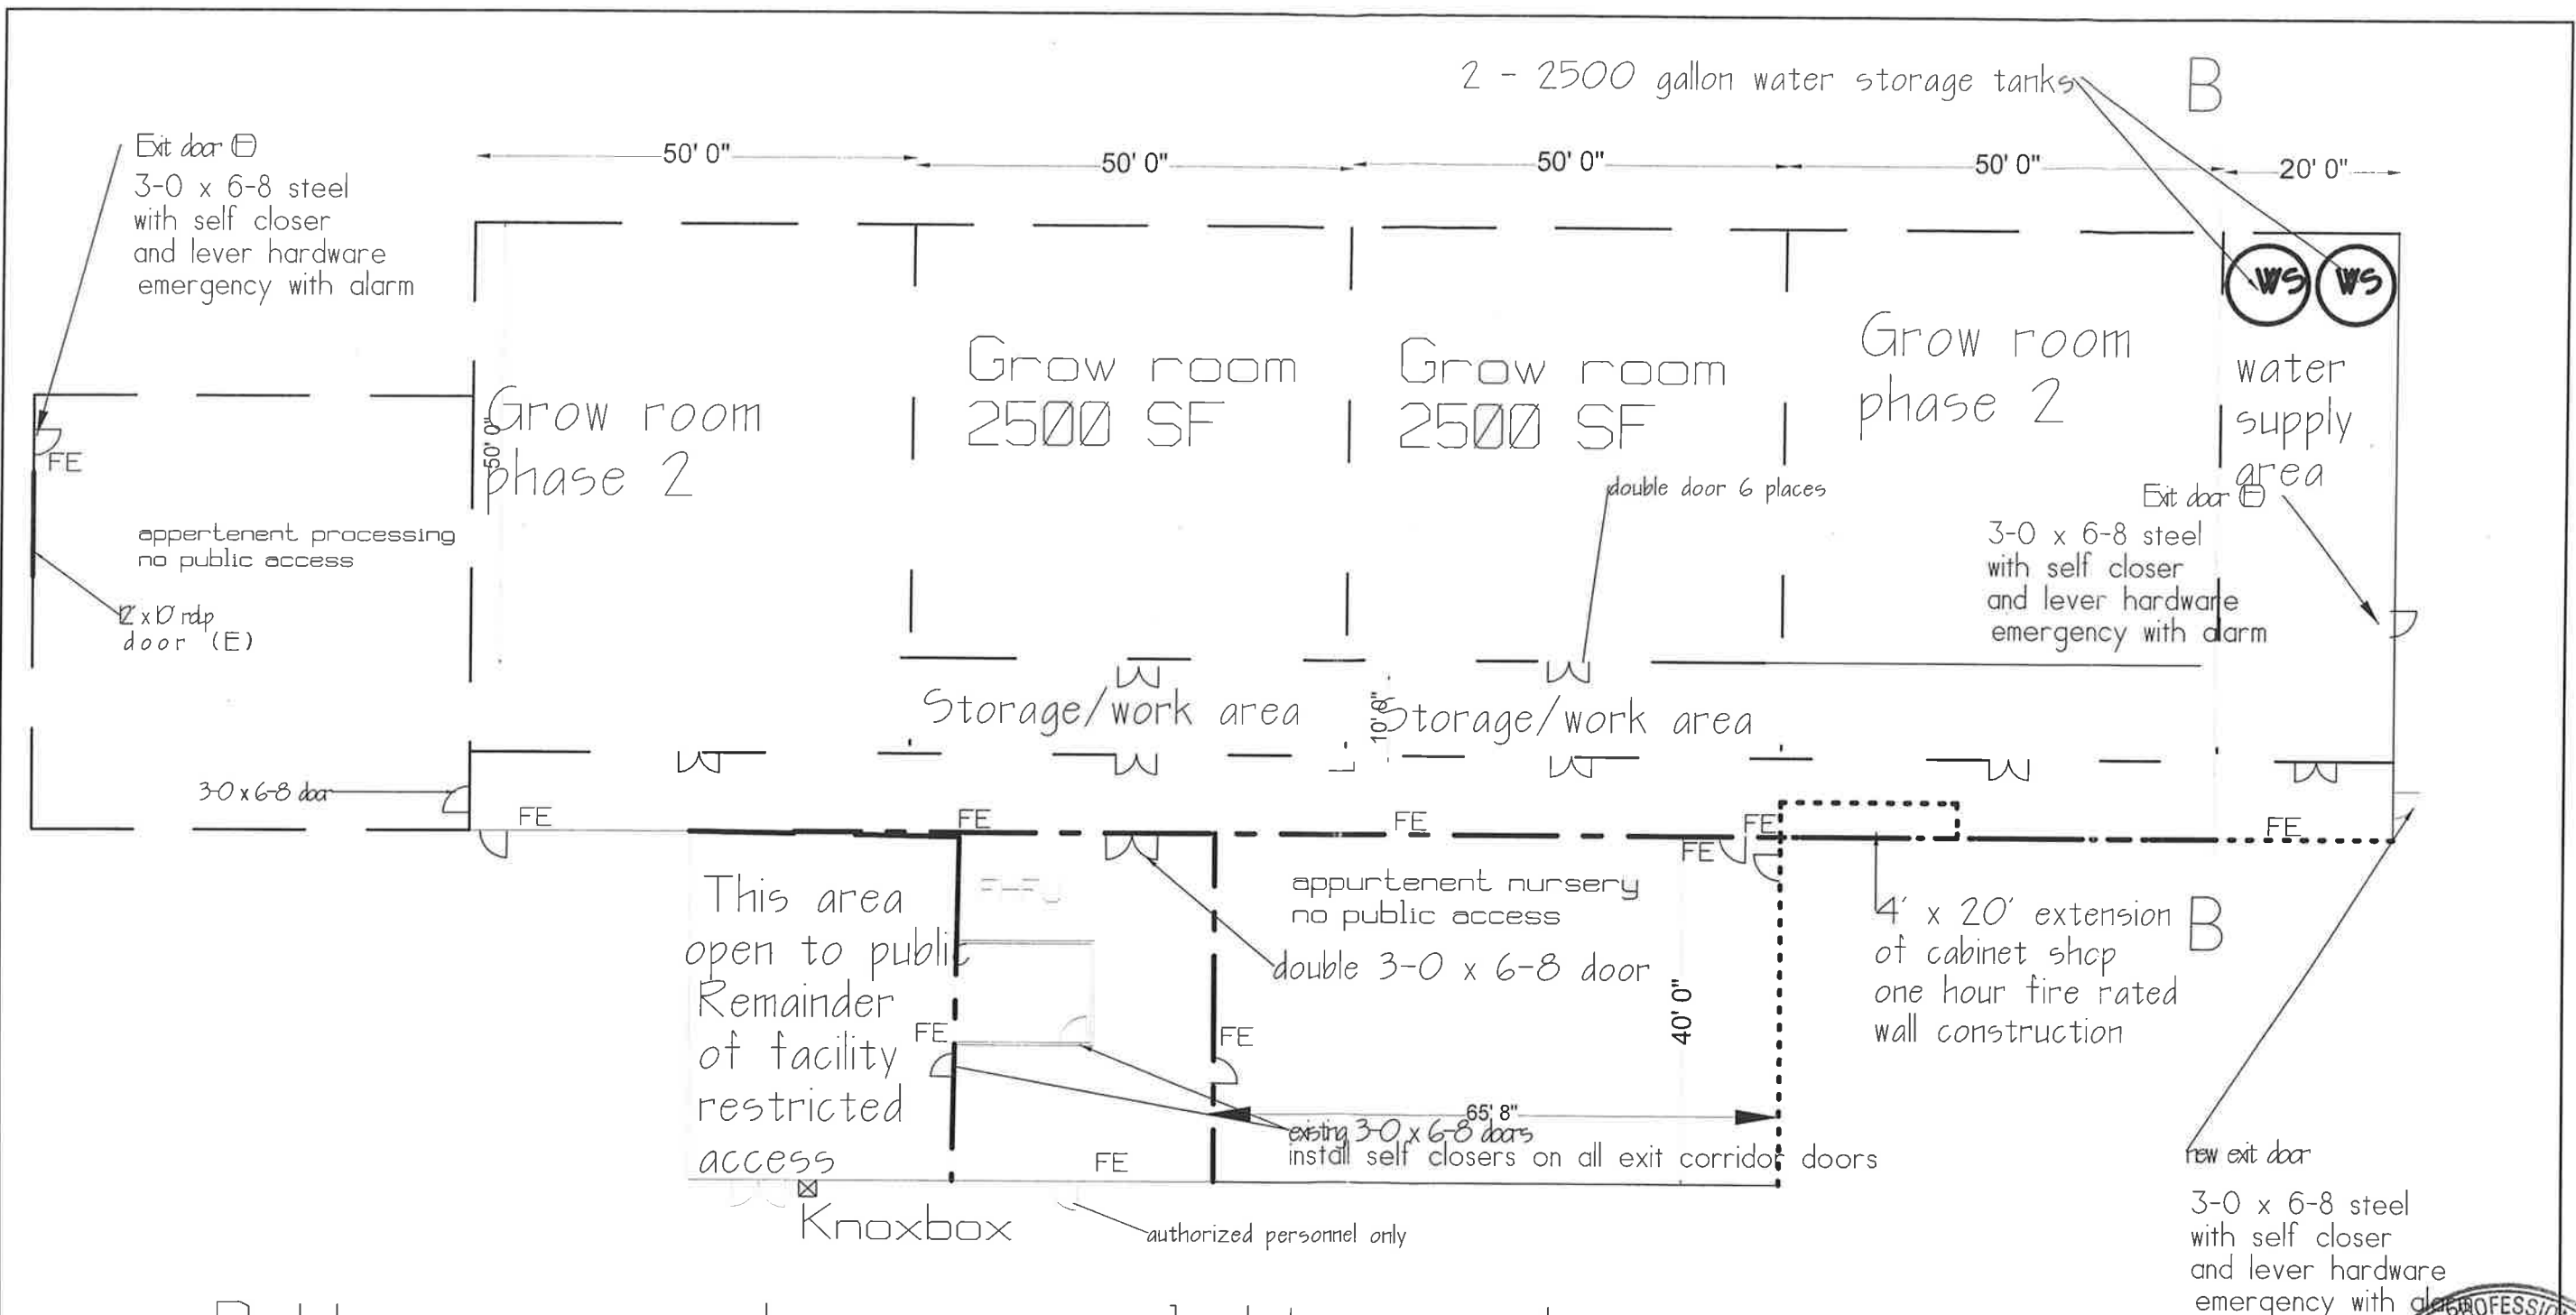 2 - 2500 gallon water storage tanks
B
Exit door (E)
3-0 x 6-8 steel
with self closer
and lever hardware
emergency with alarm
50' 0"
50' 0"
50' 0"
50' 0"
20' 0"
WS
WS
Grow room
phase 2
50' 0"
Grow room
2500 SF
Grow room
2500 SF
Grow room
phase 2
water
supply
area
FE
appertenent processing
no public access
door (E)
double door 6 places
Exit door (E)
3-0 x 6-8 steel
with self closer
and lever hardware
emergency with alarm
Storage/work area
10' 0"
Storage/work area
3-0 x 6-8 door
FE
FE
FE
FE
FE
FE
This area
open to public
Remainder
of facility
restricted
access
appurtenent nursery
no public access
double 3-0 x 6-8 door
4' x 20' extension
of cabinet shop
one hour fire rated
wall construction
B
40' 0"
FE
FE
65' 8"
existing 3-0 x 6-8 doors
install self closers on all exit corridor doors
FE
Knoxbox
authorized personnel only
new exit door
3-0 x 6-8 steel
with self closer
and lever hardware
emergency with